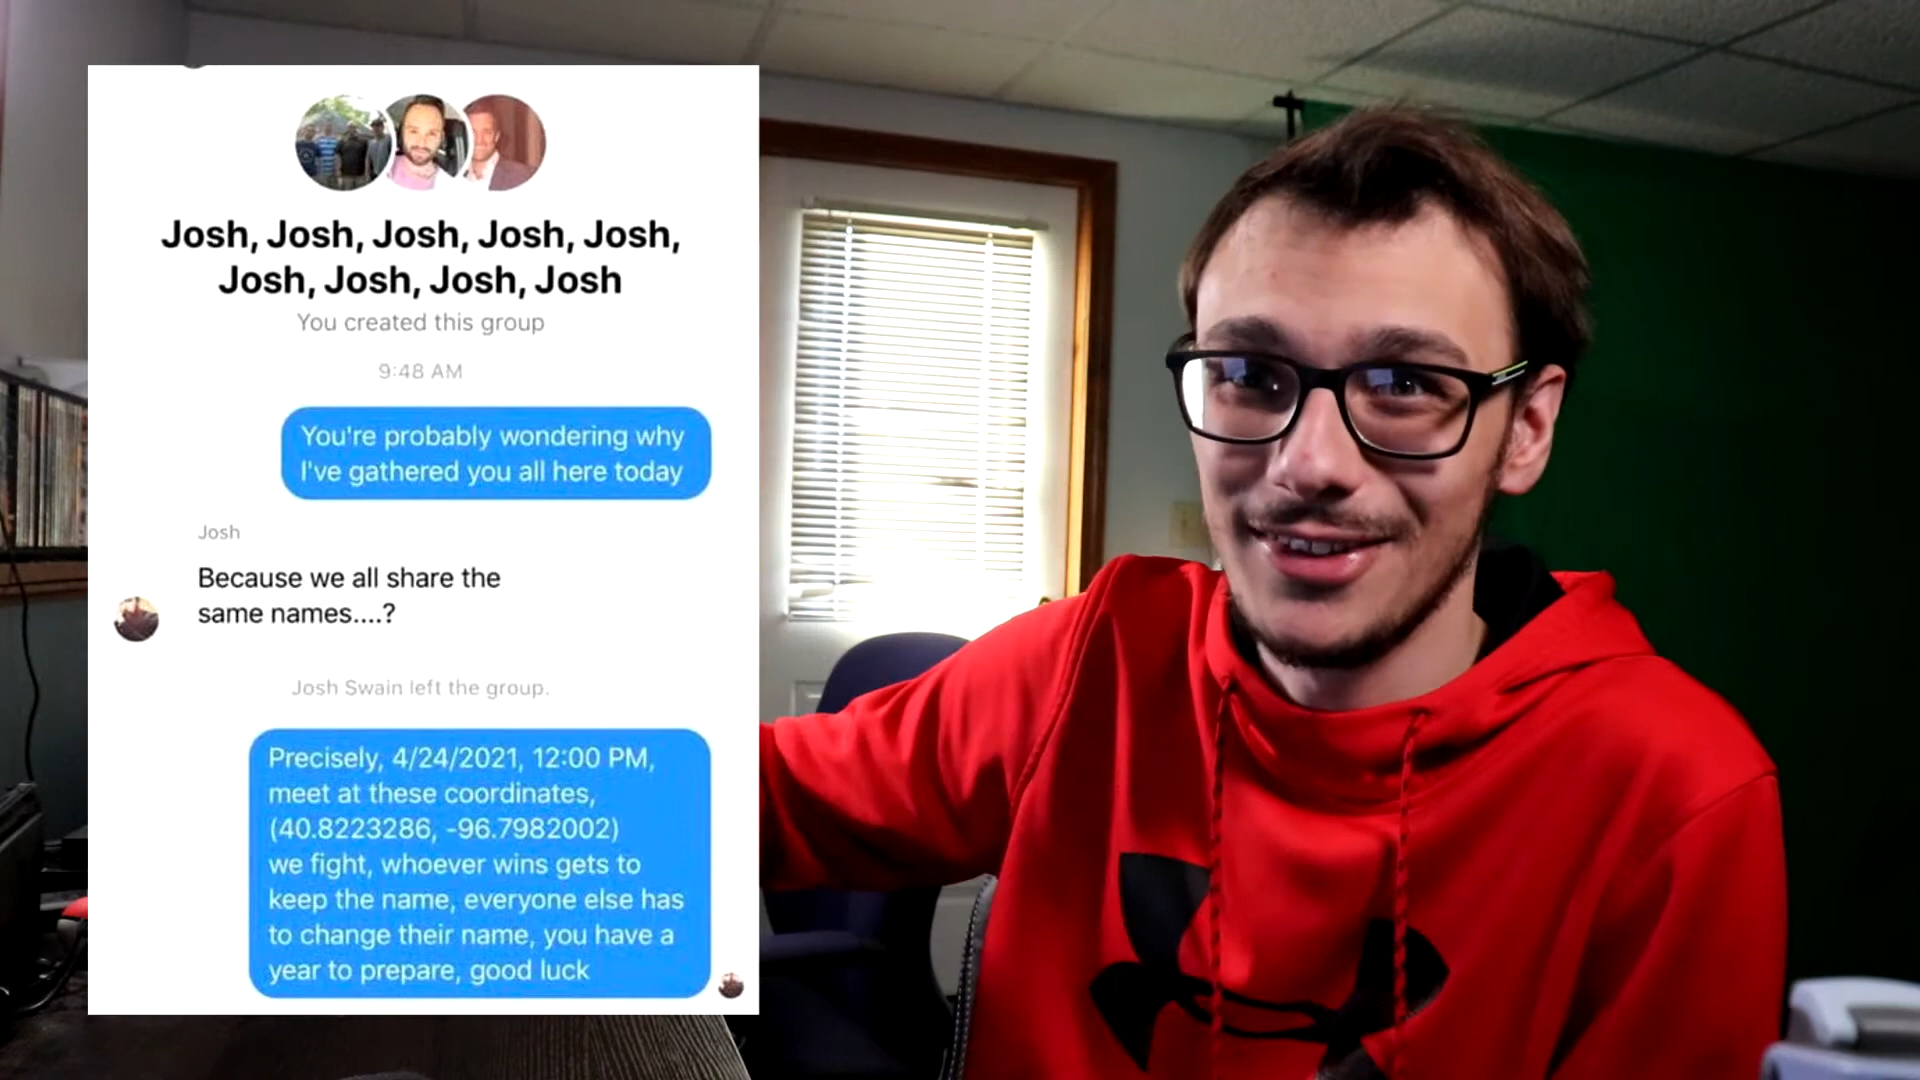 Josh, Josh, Josh, Josh, Josh,
Josh, Josh, Josh, Josh
You created this group
9:48 AM
You're probably wondering why
I've gathered you all here today
Josh
Because we all share the
same names....?
Josh Swain left the group.
Precisely, 4/24/2021, 12:00 PM,
meet at these coordinates,
(40.8223286, -96.7982002)
we fight, whoever wins gets to
keep the name, everyone else has
to change their name, you have a
year to prepare, good luck